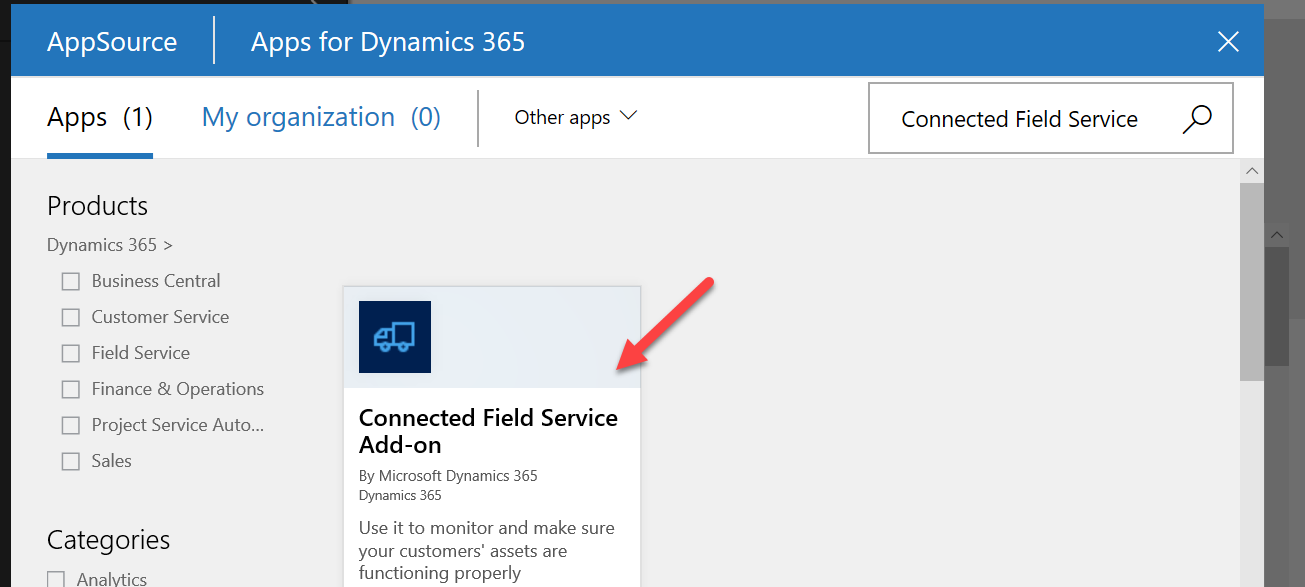 AppSource
Apps for Dynamics 365
Apps (1)
My organization (0)
Other apps
Connected Field Service
Products
Dynamics 365 >
Business Central
Customer Service
Field Service
Finance & Operations
Project Service Auto...
Sales
Categories
Analytics
Connected Field Service
Add-on
By Microsoft Dynamics 365
Dynamics 365
Use it to monitor and make sure
your customers' assets are
functioning properly